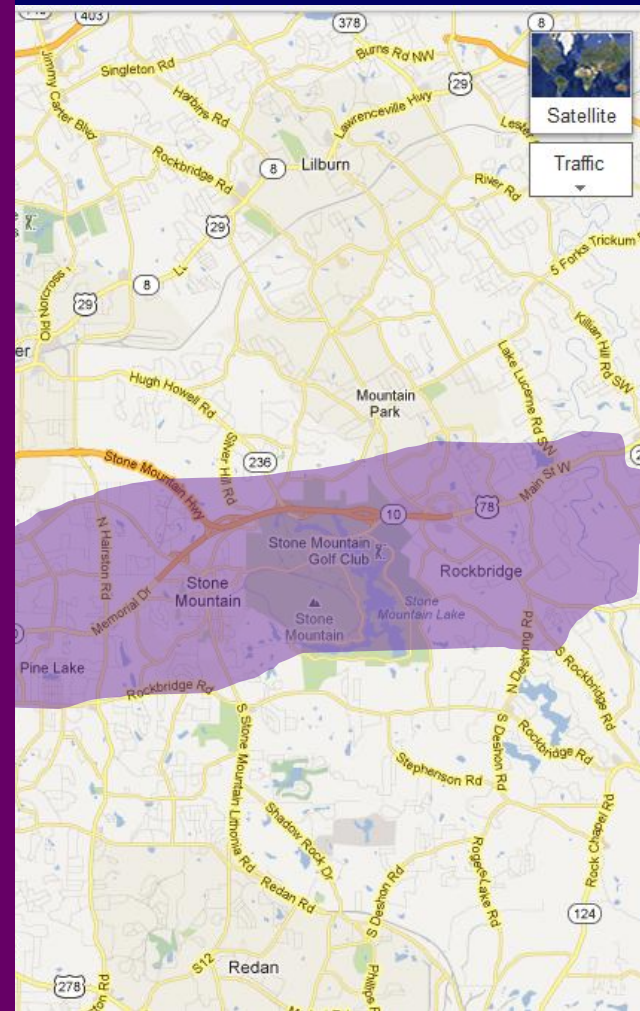 403
378
8
Jimmy Carter Blvd
Singleton Rd
Burns Rd NW
29
Satellite
Harbins Rd
Lawrenceville Hwy
Traffic
Rockbridge Rd
8
Lilburn
River Rd
29
5 Forks Trickum
Old Norcross
8
29
Killian Hill Rd SW
er
Lake Lucerne Rd SW
Hugh Howell Rd
Mountain
Park
Silver Hill Rd
236
Stone Mountain Hwy
Main St W
N Hairston Rd
10
78
Stone Mountain
Golf Club
Rockbridge
Stone
Mountain
Memorial Dr
Stone
Mountain
Stone
Mountain Lake
Pine Lake
N Deshong Rd
Rockbridge Rd
S Rockbridge Rd
S Stone Mountain Lithonia Rd
S Deshon Rd
Rockbridge Rd
Stephenson Rd
Shadow Rock Dr
Rogers Lake Rd
Rock Chapel Rd
Redan Rd
S Deshon Rd
124
S12
Redan
278
ton Rd
Phillips